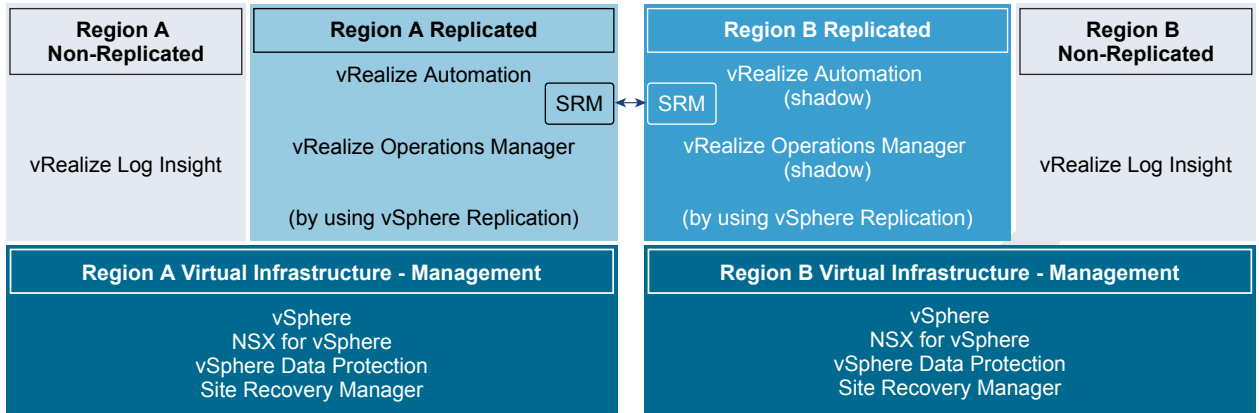 Region A
Non-Replicated
vRealize Log Insight
Region A Replicated
vRealize Automation
SRM
vRealize Operations Manager
(by using vSphere Replication)
Region B Replicated
vRealize Automation
(shadow)
SRM
vRealize Operations Manager
(shadow)
(by using vSphere Replication)
Region B
Non-Replicated
vRealize Log Insight
Region A Virtual Infrastructure - Management
vSphere
NSX for vSphere
vSphere Data Protection
Site Recovery Manager
Region B Virtual Infrastructure - Management
vSphere
NSX for vSphere
vSphere Data Protection
Site Recovery Manager